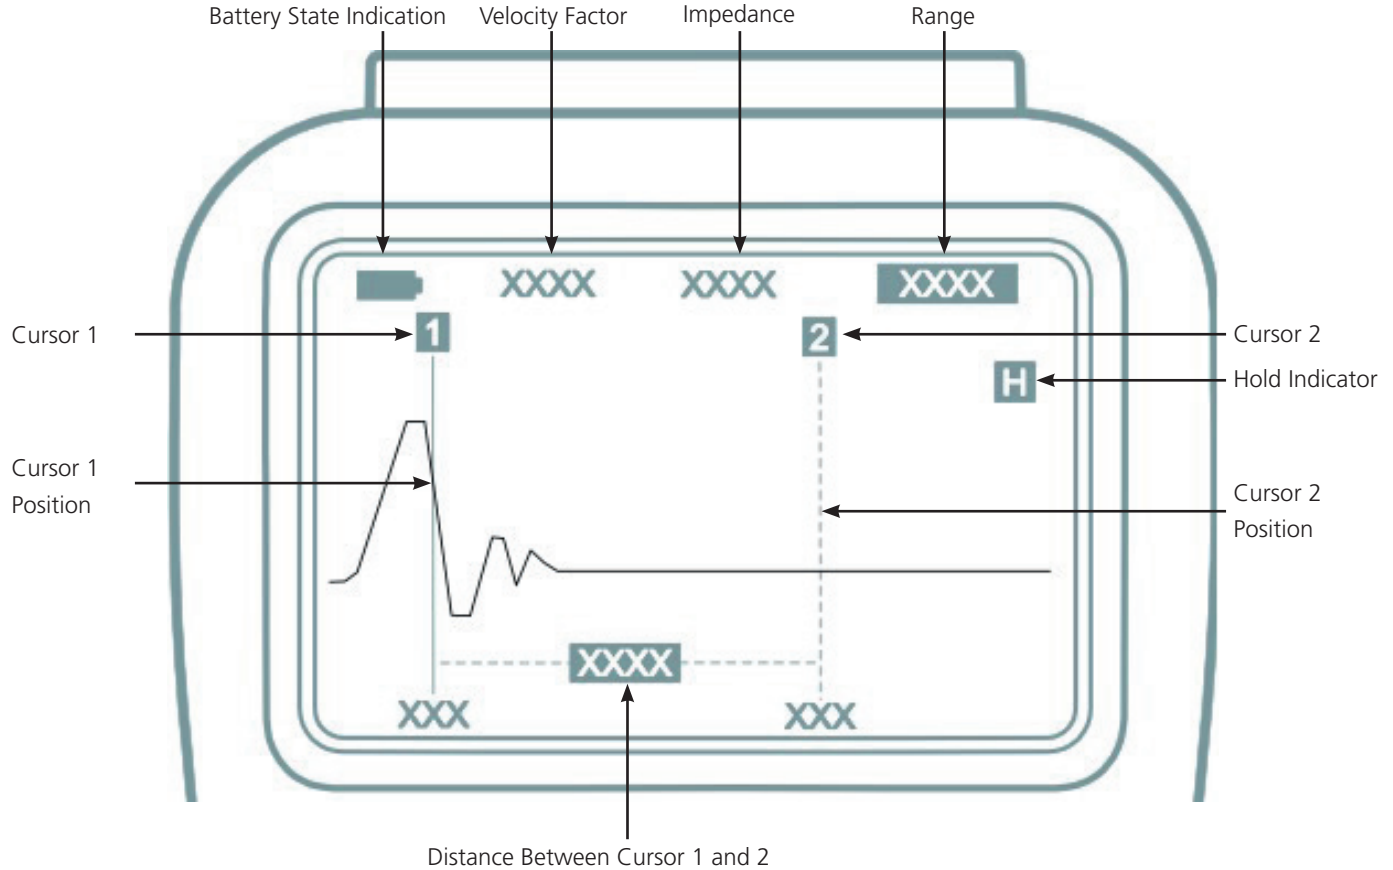 Battery State Indication
Velocity Factor
Impedance
Range
XXXX
XXXX
XXXX
Cursor 1
1
2
Cursor 2
H
Hold Indicator
Cursor 1
Position
Cursor 2
Position
XXXX
XXX
XXX
Distance Between Cursor 1 and 2